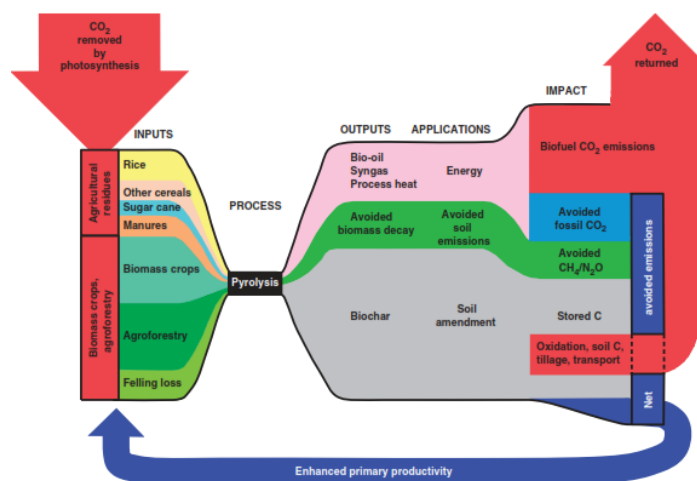 CO2
removed
by
photosynthesis
CO2
returned
INPUTS
PROCESS
OUTPUTS
APPLICATIONS
IMPACT
Agricultural
residues
Biomass crops,
agroforestry
Rice
Other cereals
Sugar cane
Manures
Biomass crops
Agroforestry
Felling loss
Pyrolysis
Bio-oil
Syngas
Process heat
Energy
Avoided
biomass decay
Avoided
soil
emissions
Biochar
Soil
amendment
Biofuel CO2 emissions
Avoided
fossil CO2
Avoided
CH4/N2O
Stored C
Oxidation, soil C,
tillage, transport
avoided emissions
Net
Enhanced primary productivity